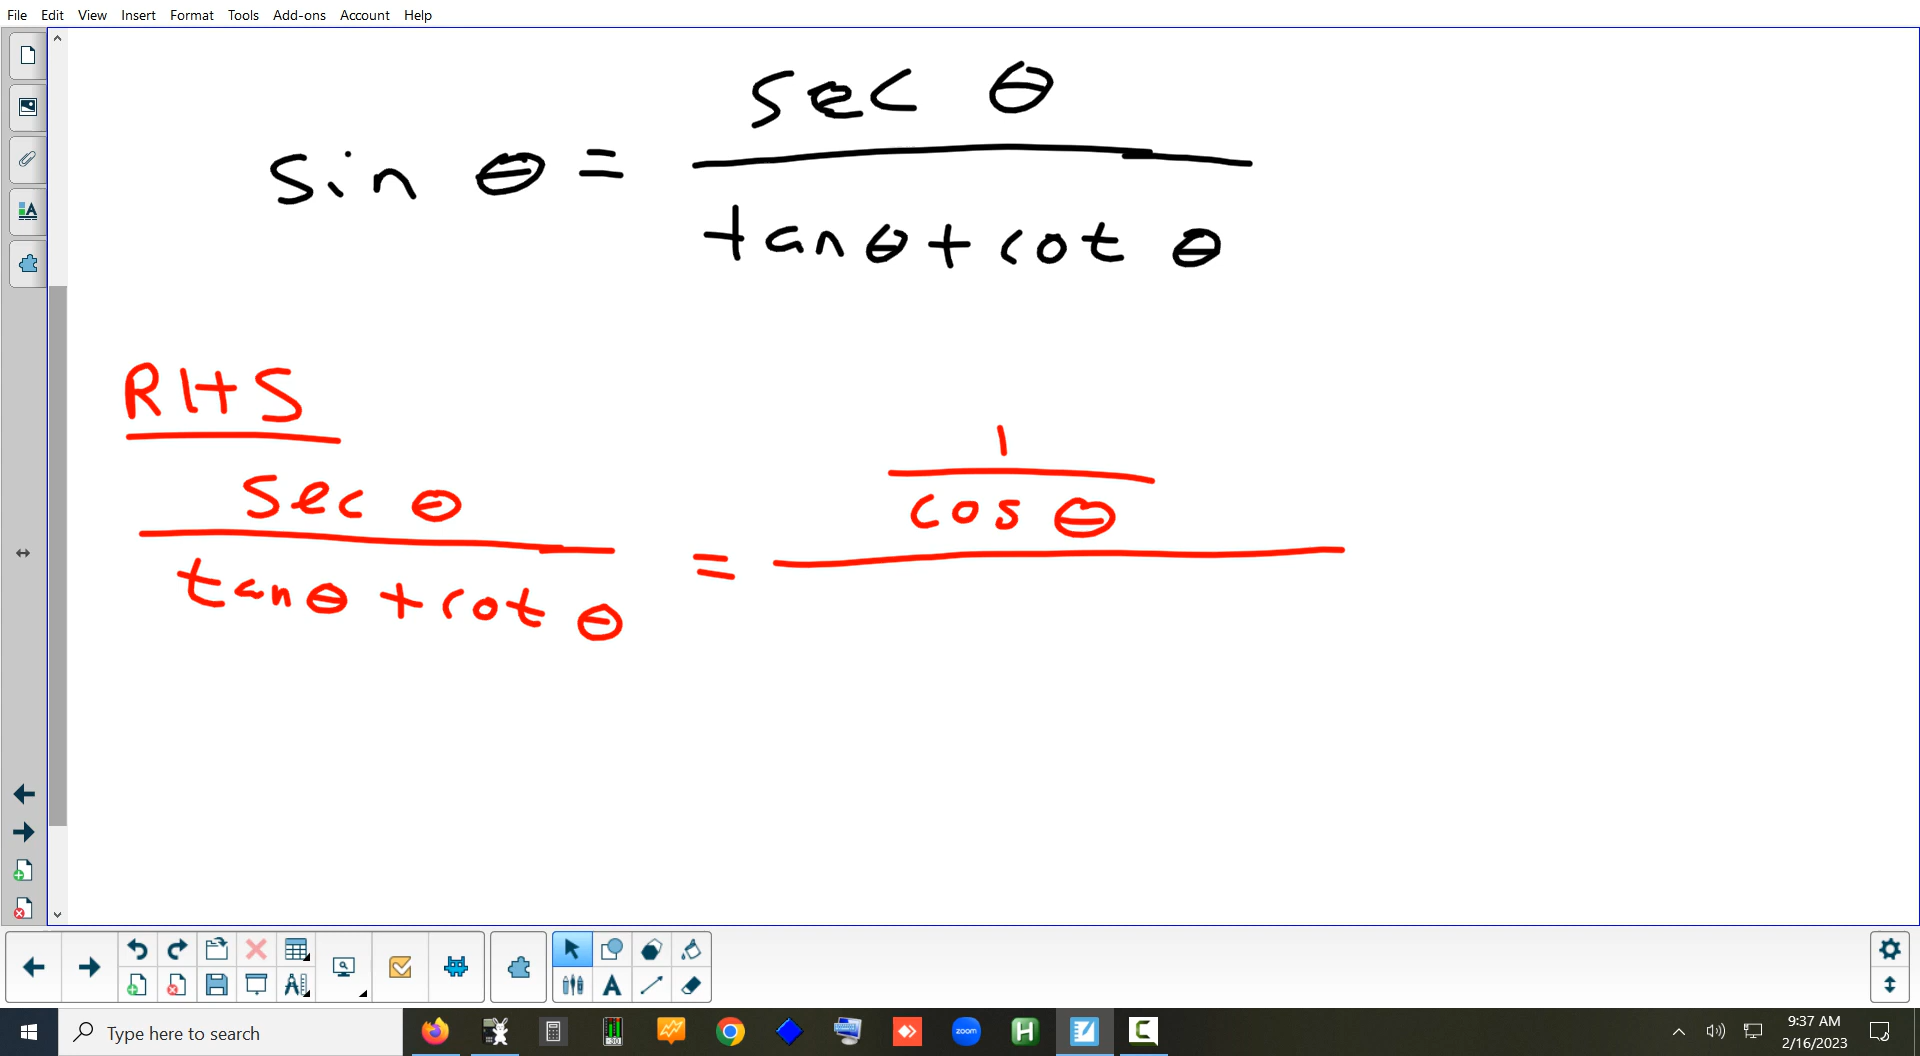 File Edit View Insert Format Tools Add-ons Account Help
sec θ
sin θ =
tanθ + cot θ
RHS
1
cos θ
sec θ
=
tanθ + cot θ
A
Type here to search
zoom
H
C
9:37 AM
2/16/2023